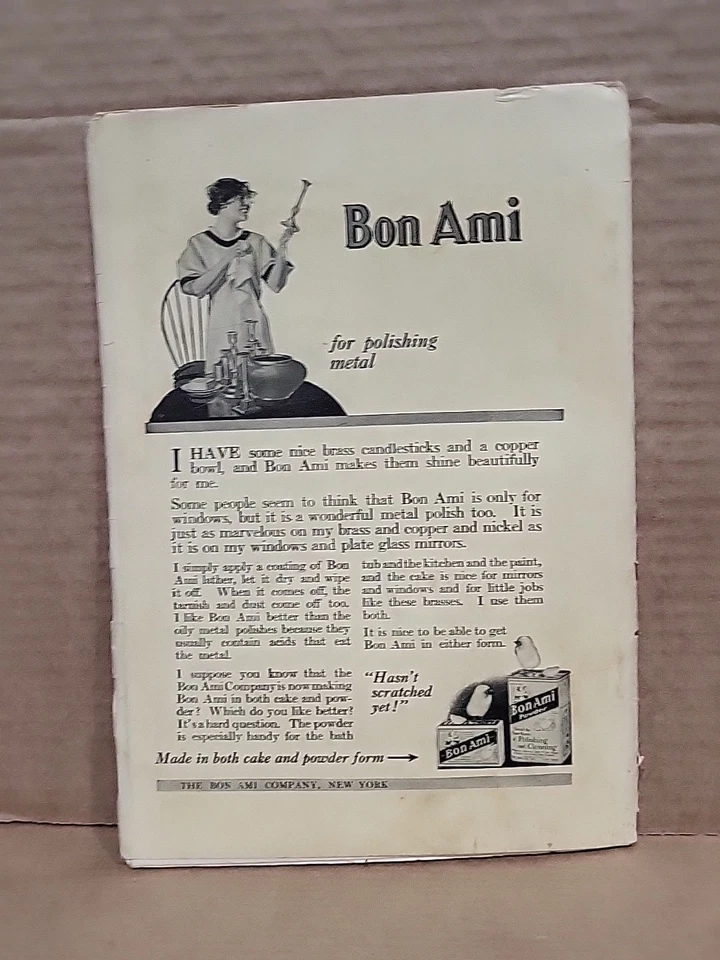 Bon Ami
for polishing
metal
I HAVE some nice brass candlesticks and a copper
bowl, and Bon Ami makes them shine beautifully
for me.
Some people seem to think that Bon Ami is only for
windows, but it is a wonderful metal polish too. It is
just as marvelous on my brass and copper and nickel as
it is on my windows and plate glass mirrors.
I simply apply a coating of Bon
Ami lather, let it dry and wipe
it off. When it comes off, the
tarnish and dust come off too.
I like Bon Ami better than the
oily metal polishes because they
usually contain acids that eat
the metal.
I suppose you know that the
Bon Ami Company is now making
Bon Ami in both cake and pow-
der? Which do you like better?
It's a hard question. The powder
is especially handy for the bath
tub and the kitchen and the paint,
and the cake is nice for mirrors
and windows and for little jobs
like these brasses. I use them
both.
It is nice to be able to get
Bon Ami in either form.
"Hasn't
scratched
yet!"
Bon Ami
Bon Ami
Powder
Polishing
and Cleaning
Made in both cake and powder form
THE BON AMI COMPANY, NEW YORK